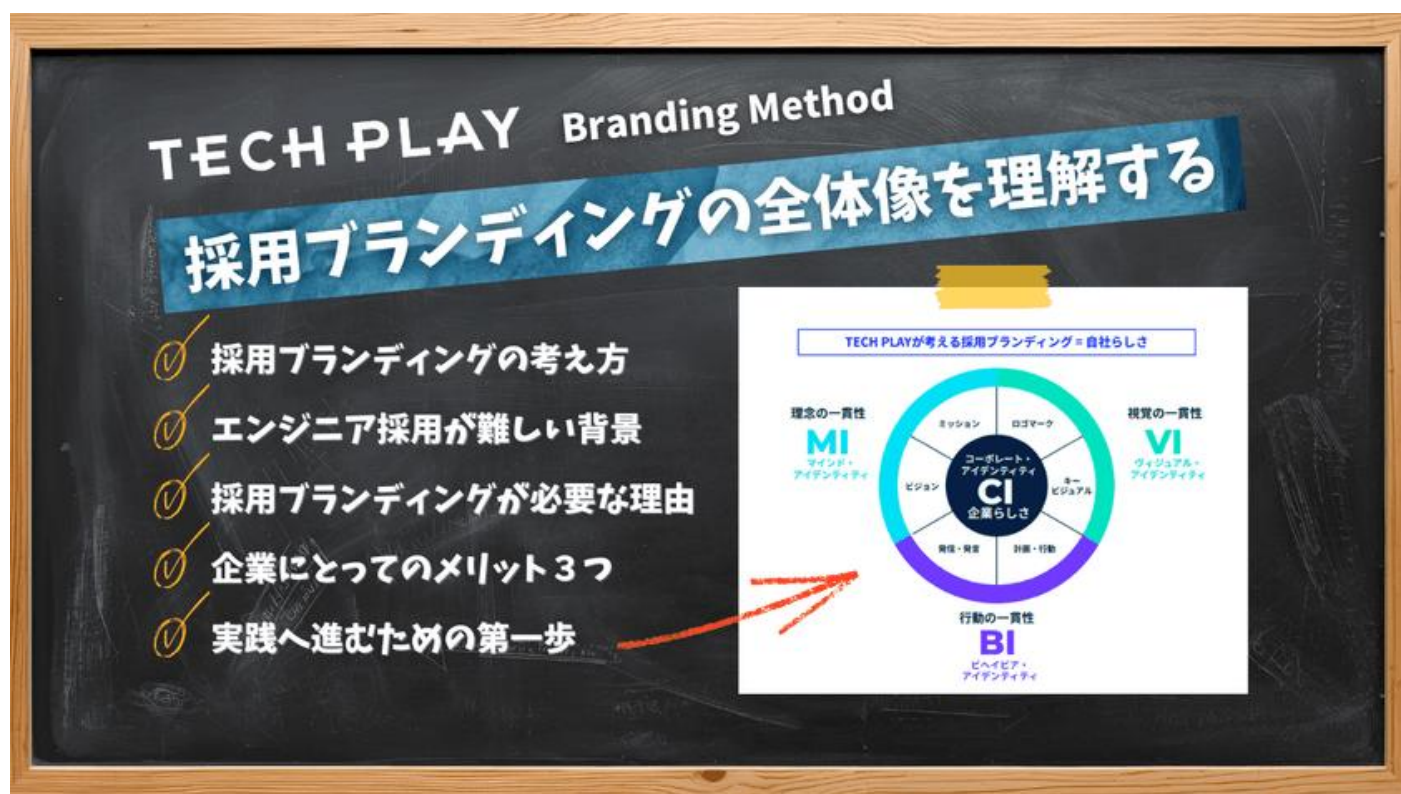 TECH PLAY Branding Method
採用ブランディングの全体像を理解する
採用ブランディングの考え方
エンジニア採用が難しい背景
採用ブランディングが必要な理由
企業にとってのメリット3つ
実践へ進むための第一歩
TECH PLAYが考える採用ブランディング = 自社らしさ
理念の一貫性
MI
マインド・
アイデンティティ
視覚の一貫性
VI
ヴィジュアル・
アイデンティティ
ミッション
ロゴマーク
ビジョン
キー
ビジュアル
コーポレート・
アイデンティティ
CI
企業らしさ
発信・発言
計画・行動
行動の一貫性
BI
ビヘイビア・
アイデンティティ